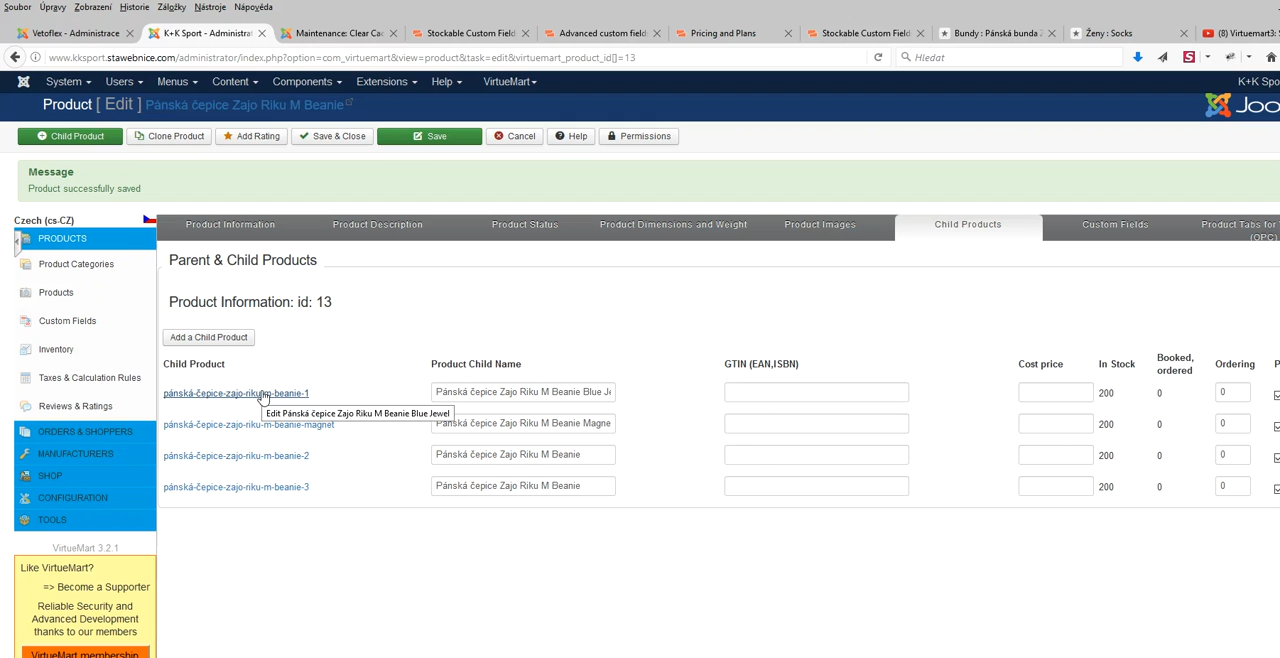 Soubor Úpravy Zobrazení Historie Záložky Nástroje Nápověda
Vetoflex - Administrace
K+K Sport - Administra
Maintenance: Clear Ca
Stockable Custom Field
Advanced custom fields
Pricing and Plans
Stockable Custom Field
Bundy : Pánská bunda Z
Ženy : Socks
(8) Virtuemart3:
www.kksport.stawebnice.com/administrator/index.php?option=com_virtuemart&view=product&task=edit&virtuemart_product_id[]=13
Hledat
System Users Menus Content Components Extensions Help VirtueMart
K+K Spo
Product [ Edit ] Pánská čepice Zajo Riku M Beanie
Joo
Child Product Clone Product Add Rating Save & Close Save Cancel Help Permissions
Message
Product successfully saved
Czech (cs-CZ)
Product Information Product Description Product Status Product Dimensions and Weight Product Images Child Products Custom Fields Product Tabs for
(OPC)
PRODUCTS
Product Categories
Products
Custom Fields
Inventory
Taxes & Calculation Rules
Reviews & Ratings
ORDERS & SHOPPERS
MANUFACTURERS
SHOP
CONFIGURATION
TOOLS
VirtueMart 3.2.1
Like VirtueMart?
=> Become a Supporter
Reliable Security and
Advanced Development
thanks to our members
VirtueMart membership
Parent & Child Products
Product Information: id: 13
Add a Child Product
Child Product Product Child Name GTIN (EAN,ISBN) Cost price In Stock Booked, ordered Ordering P
pánská-čepice-zajo-riku-m-beanie-1 Pánská čepice Zajo Riku M Beanie Blue Je 200 0 0
Edit Pánská čepice Zajo Riku M Beanie Blue Jewel
pánská-čepice-zajo-riku-m-beanie-magnet Pánská čepice Zajo Riku M Beanie Magne 200 0 0
pánská-čepice-zajo-riku-m-beanie-2 Pánská čepice Zajo Riku M Beanie 200 0 0
pánská-čepice-zajo-riku-m-beanie-3 Pánská čepice Zajo Riku M Beanie 200 0 0